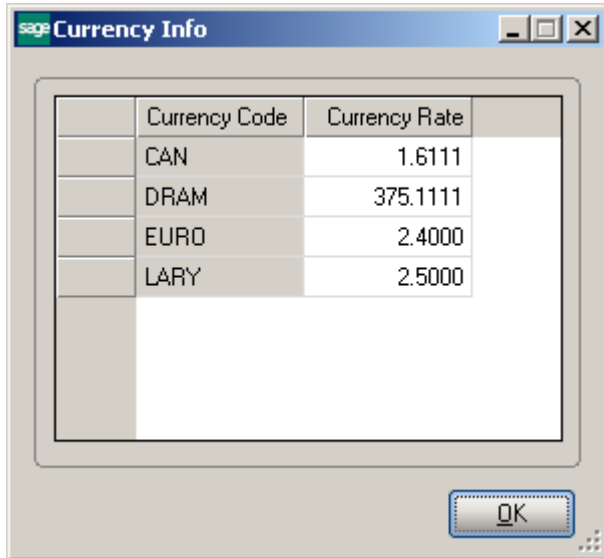 sage Currency Info
Currency Code Currency Rate
CAN 1.6111
DRAM 375.1111
EURO 2.4000
LARY 2.5000
OK